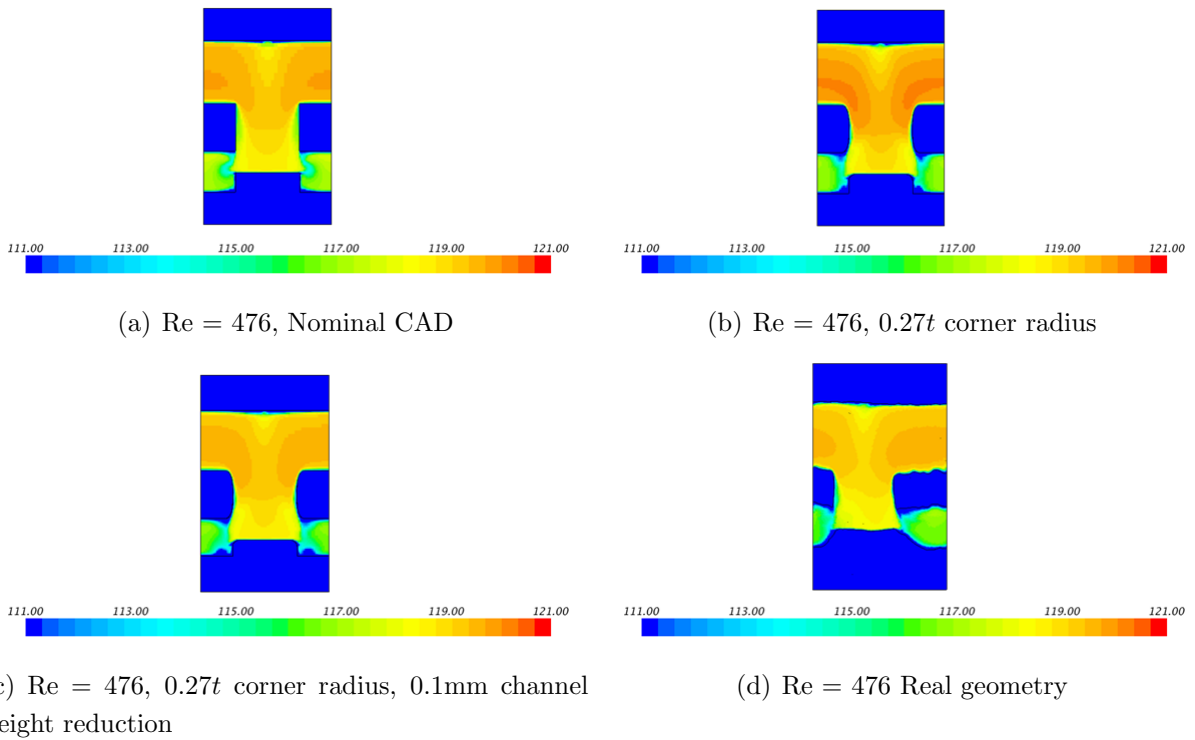 111.00 113.00 115.00 117.00 119.00 121.00
111.00 113.00 115.00 117.00 119.00 121.00
(a) Re = 476, Nominal CAD
(b) Re = 476, 0.27t corner radius
111.00 113.00 115.00 117.00 119.00 121.00
111.00 113.00 115.00 117.00 119.00 121.00
c) Re = 476, 0.27t corner radius, 0.1mm channel
eight reduction
(d) Re = 476 Real geometry